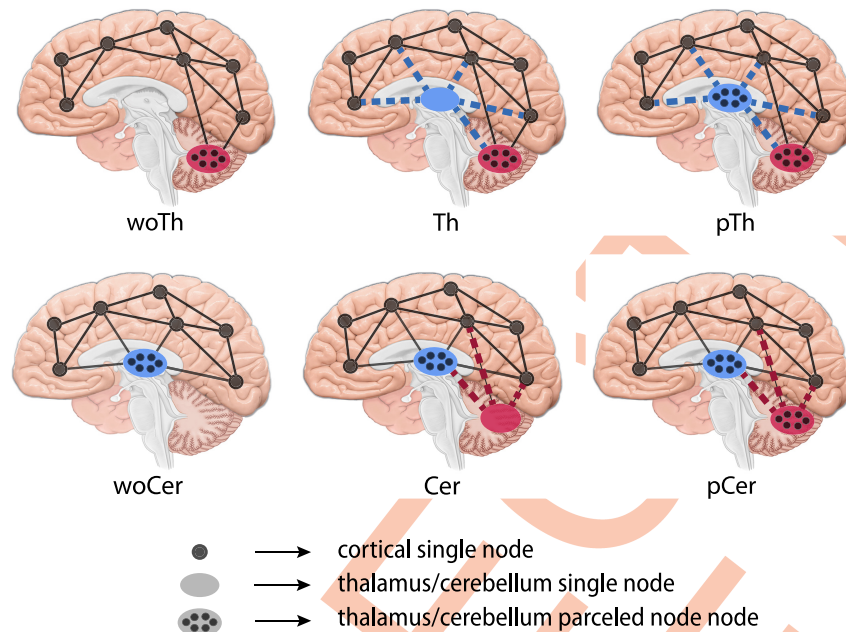 woTh Th pTh
woCer Cer pCer
cortical single node
thalamus/cerebellum single node
thalamus/cerebellum parceled node node